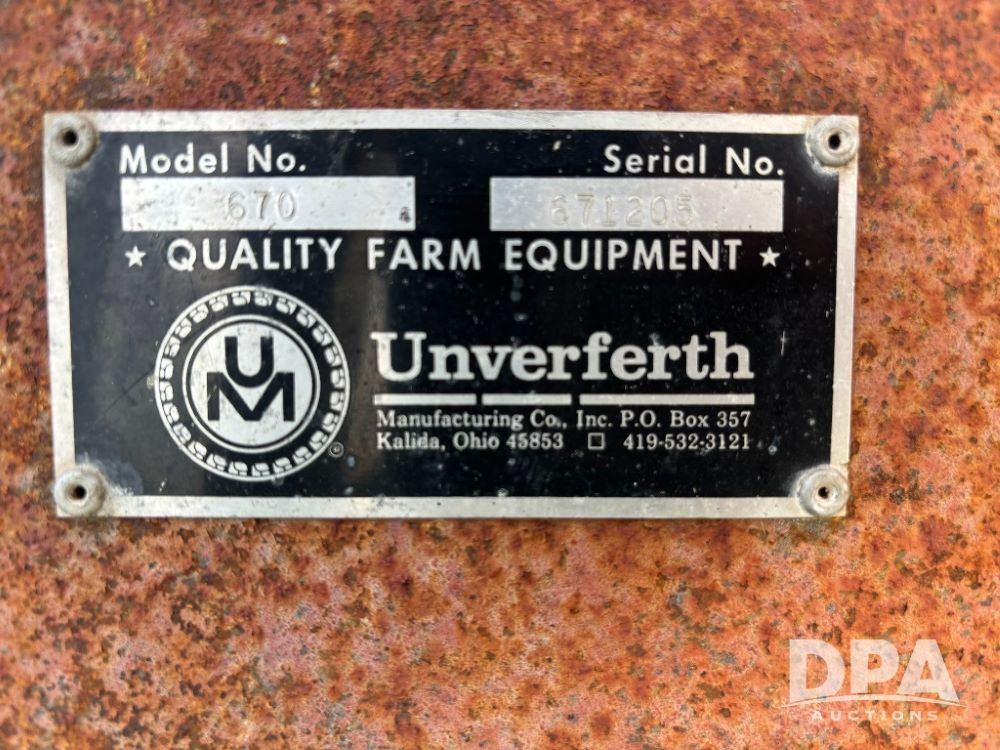 Model No. Serial No.
670 671205
★ QUALITY FARM EQUIPMENT ★
UM
Unverferth
Manufacturing Co., Inc. P.O. Box 357
Kalida, Ohio 45853 □ 419-532-3121
®
DPA
AUCTIONS